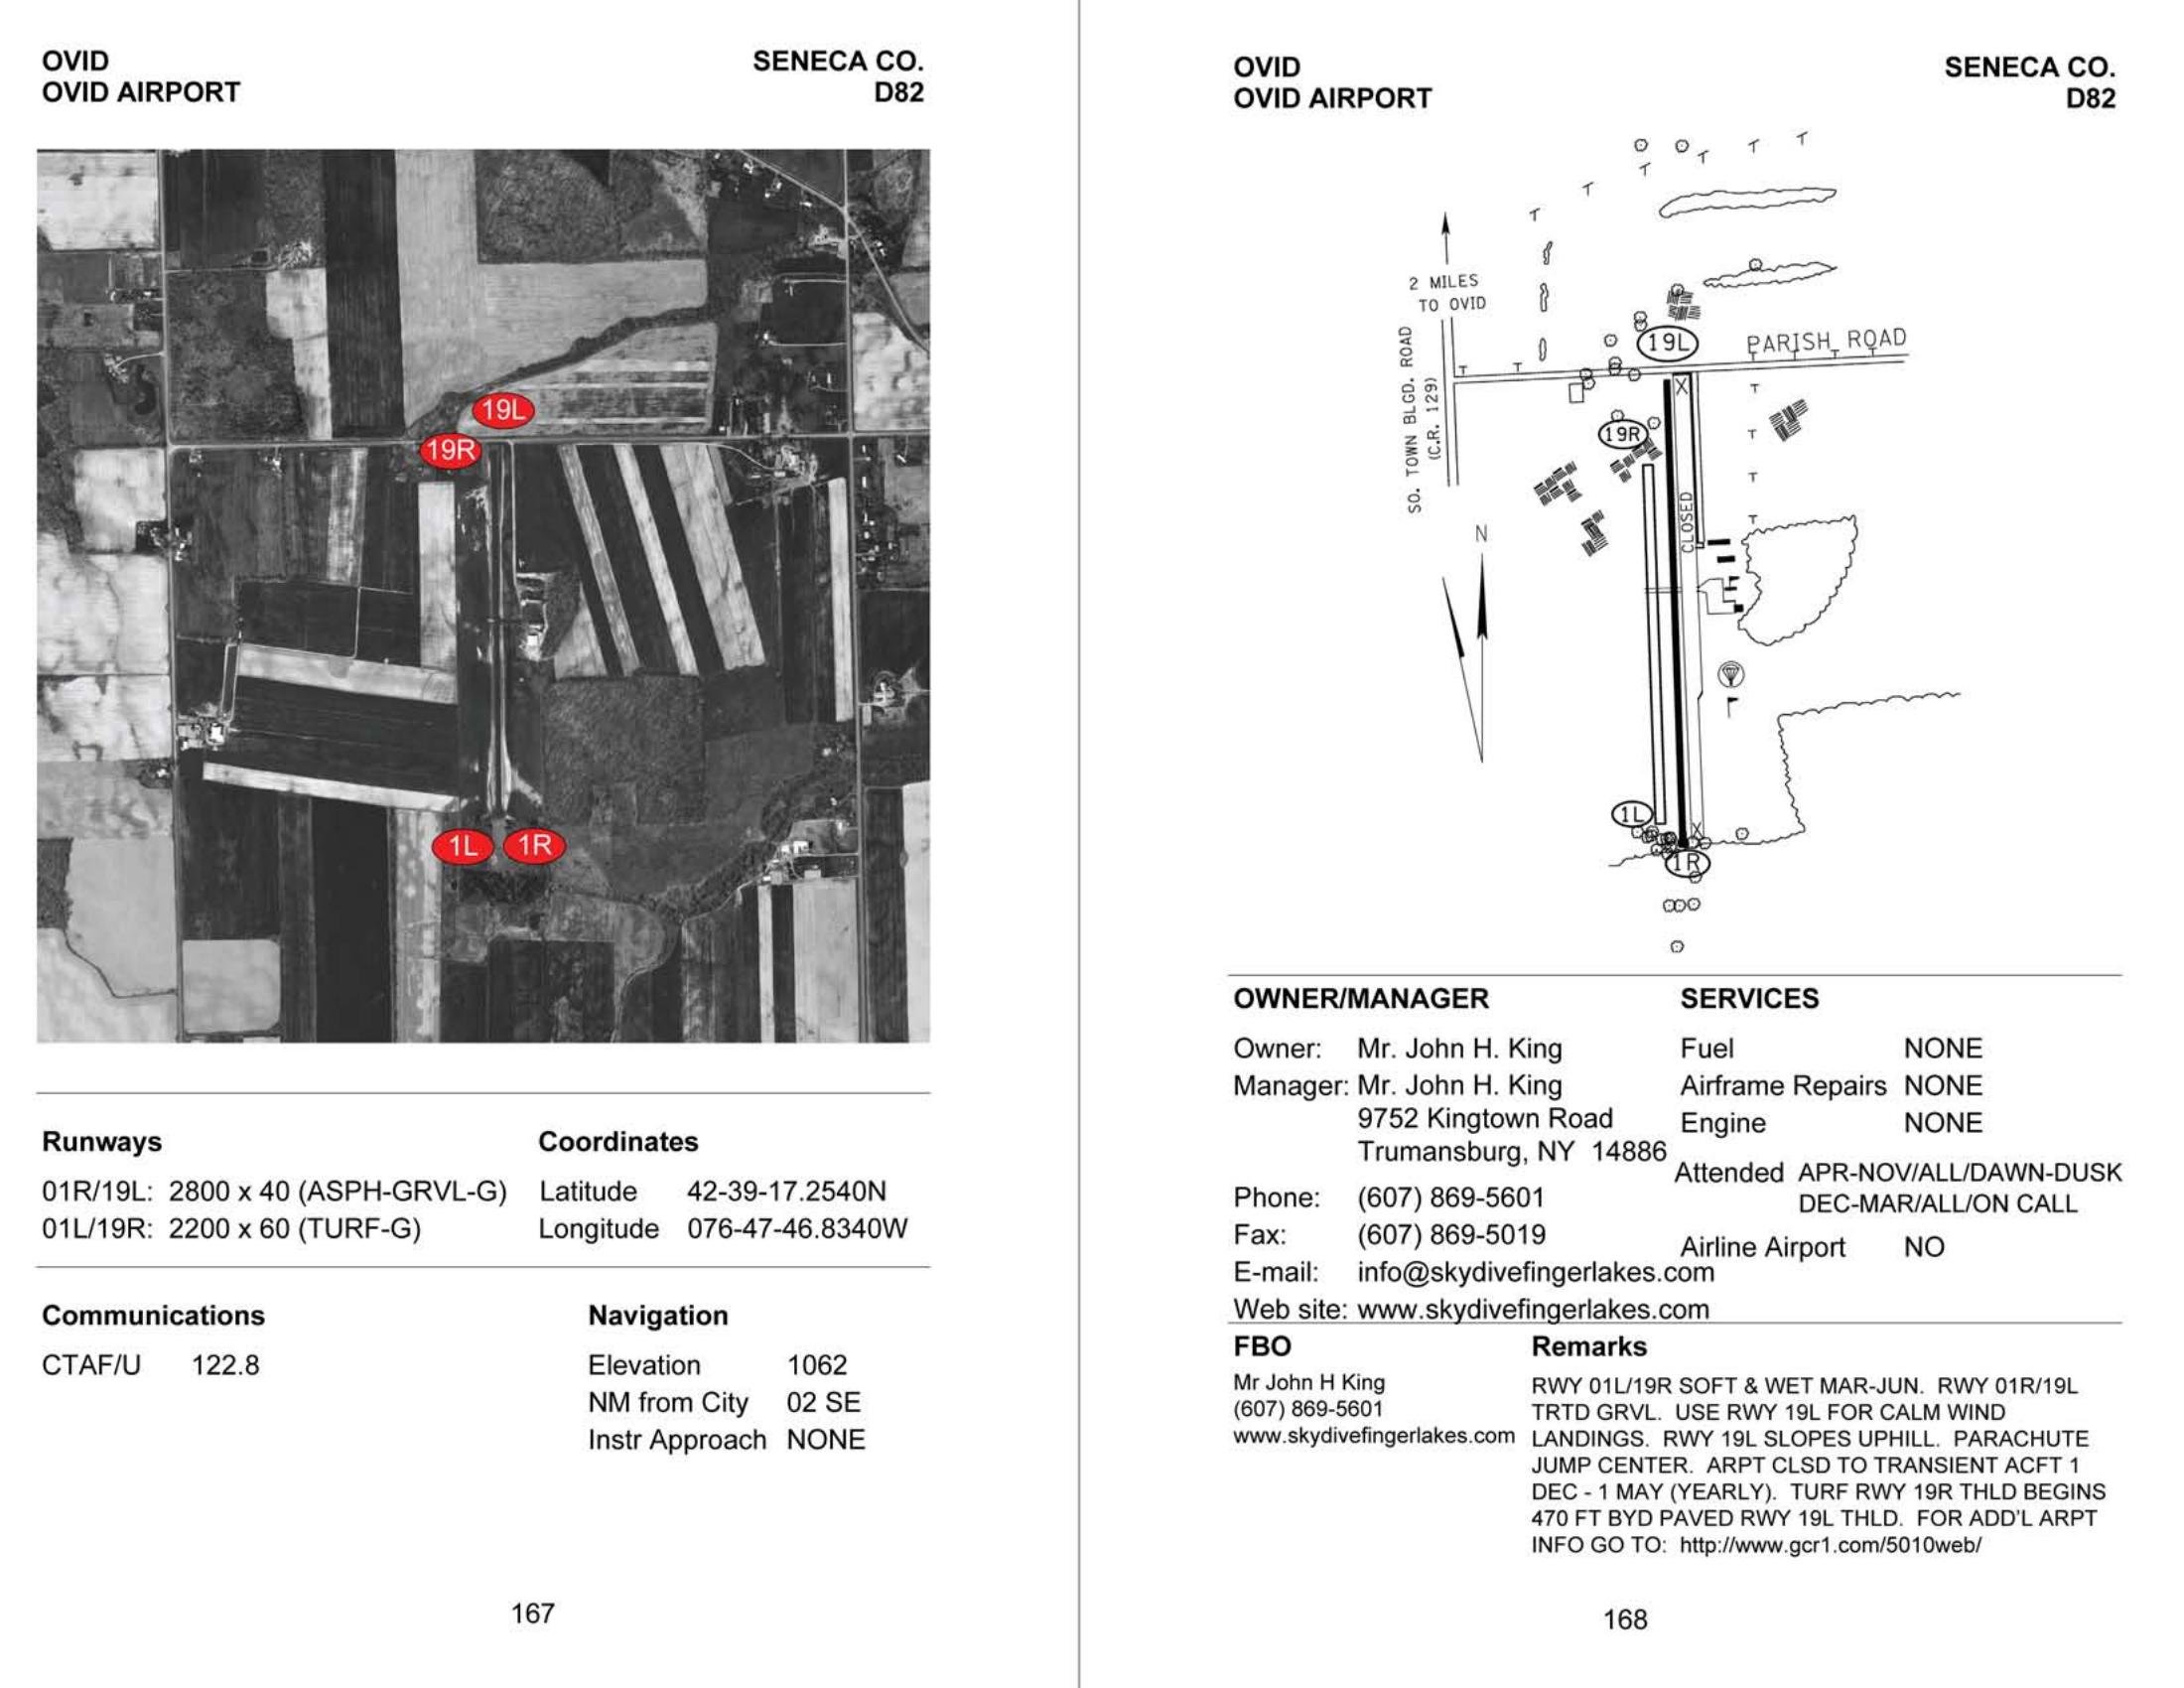 OVID
SENECA CO.
OVID AIRPORT
D82
19L
19R
1L
1R
Runways
01R/19L: 2800 x 40 (ASPH-GRVL-G)
01L/19R: 2200 x 60 (TURF-G)
Coordinates
Latitude 42-39-17.2540N
Longitude 076-47-46.8340W
Communications
CTAF/U 122.8
Navigation
Elevation 1062
NM from City 02 SE
Instr Approach NONE
167
OVID
SENECA CO.
OVID AIRPORT
D82
2 MILES
TO OVID
SO. TOWN BLGD. ROAD
(C.R. 129)
19L
PARISH ROAD
X
19R
CLOSED
N
1L
X
1R
OWNER/MANAGER
Owner: Mr. John H. King
Manager: Mr. John H. King
9752 Kingtown Road
Trumansburg, NY 14886
Phone: (607) 869-5601
Fax: (607) 869-5019
E-mail: info@skydivefingerlakes.com
Web site: www.skydivefingerlakes.com
SERVICES
Fuel NONE
Airframe Repairs NONE
Engine NONE
Attended APR-NOV/ALL/DAWN-DUSK
DEC-MAR/ALL/ON CALL
Airline Airport NO
FBO
Mr John H King
(607) 869-5601
www.skydivefingerlakes.com
Remarks
RWY 01L/19R SOFT & WET MAR-JUN. RWY 01R/19L
TRTD GRVL. USE RWY 19L FOR CALM WIND
LANDINGS. RWY 19L SLOPES UPHILL. PARACHUTE
JUMP CENTER. ARPT CLSD TO TRANSIENT ACFT 1
DEC - 1 MAY (YEARLY). TURF RWY 19R THLD BEGINS
470 FT BYD PAVED RWY 19L THLD. FOR ADD'L ARPT
INFO GO TO: http://www.gcr1.com/5010web/
168